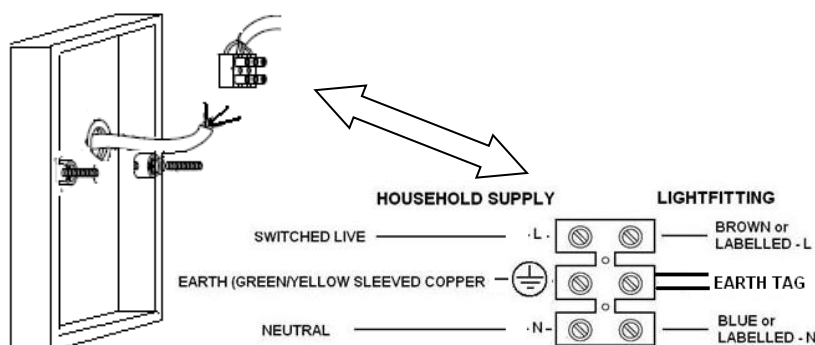 HOUSEHOLD SUPPLY LIGHTFITTING
SWITCHED LIVE L BROWN or
LABELLED - L
EARTH (GREEN/YELLOW SLEEVED COPPER EARTH TAG
NEUTRAL N BLUE or
LABELLED - N